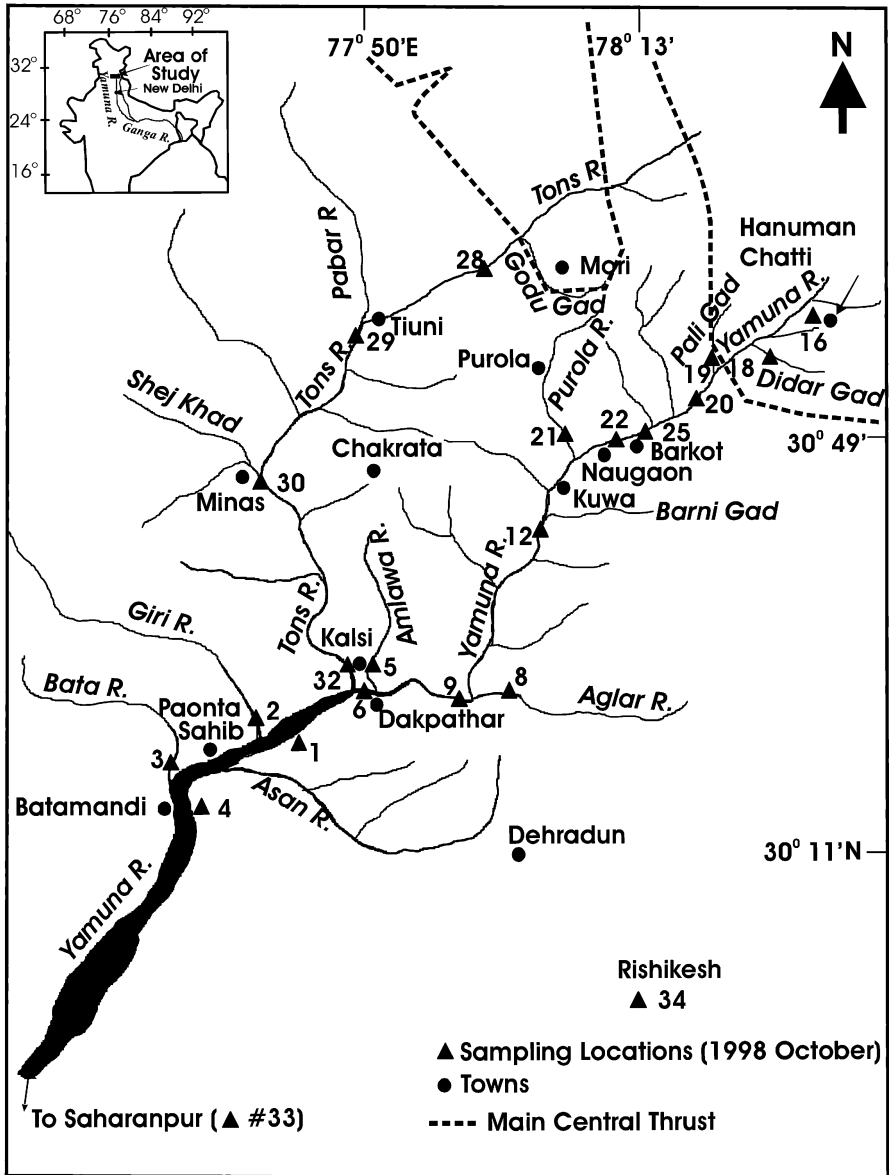 68° 76° 84° 92°
32°
24°
16°
Area of
Study
New Delhi
Yamuna R.
Ganga R.
77⁰ 50'E
78⁰ 13'
N
Tons R.
Pabar R
Hanuman
Chatti
28
Godu
Gad
Mori
Tiuni
29
Pali Gad
Yamuna R.
16
Purola
Purola R.
19
18
Didar Gad
20
Tons R.
Shej Khad
Chakrata
21
22
25
Barkot
30⁰ 49'
Naugaon
Minas
30
Kuwa
Barni Gad
12
Yamuna R.
Tons R.
Amlawa R.
Giri R.
Kalsi
32
5
6
Dakpathar
9
8
Aglar R.
Bata R.
Paonta
Sahib
2
1
3
Batamandi
4
Asan R.
Dehradun
30⁰ 11'N
Yamuna R.
Rishikesh
34
▲ Sampling Locations (1998 October)
● Towns
---- Main Central Thrust
To Saharanpur (▲ #33)